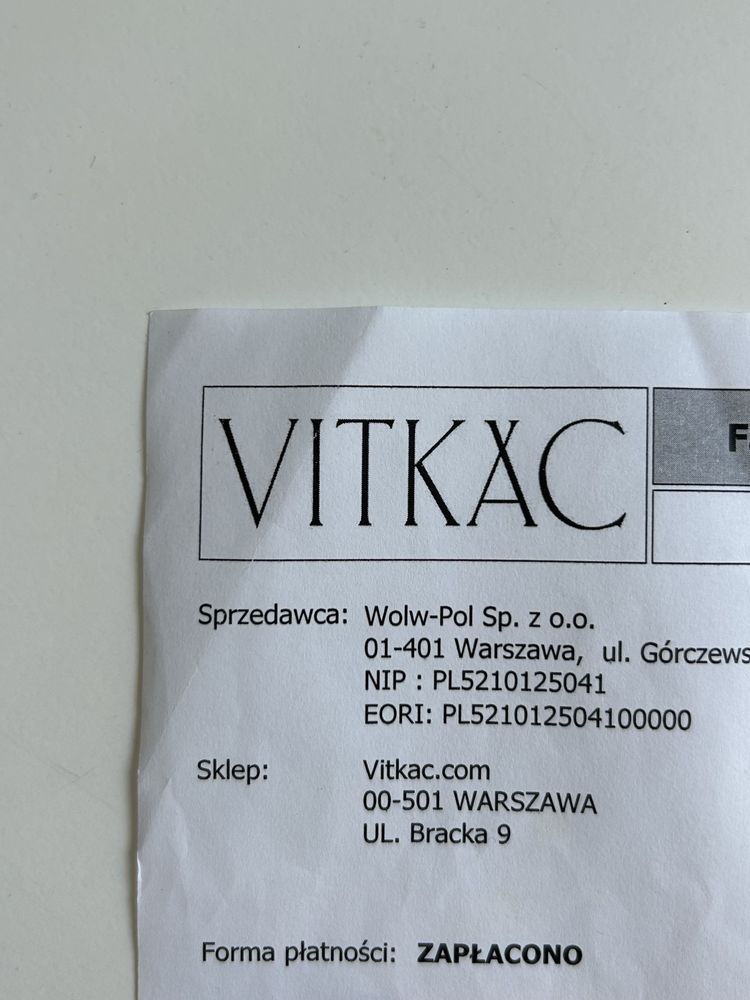 VITKAC
Sprzedawca: Wolw-Pol Sp. z o.o.
01-401 Warszawa, ul. Górczews
NIP : PL5210125041
EORI: PL521012504100000
Sklep: Vitkac.com
00-501 WARSZAWA
UL. Bracka 9
Forma płatności: ZAPŁACONO